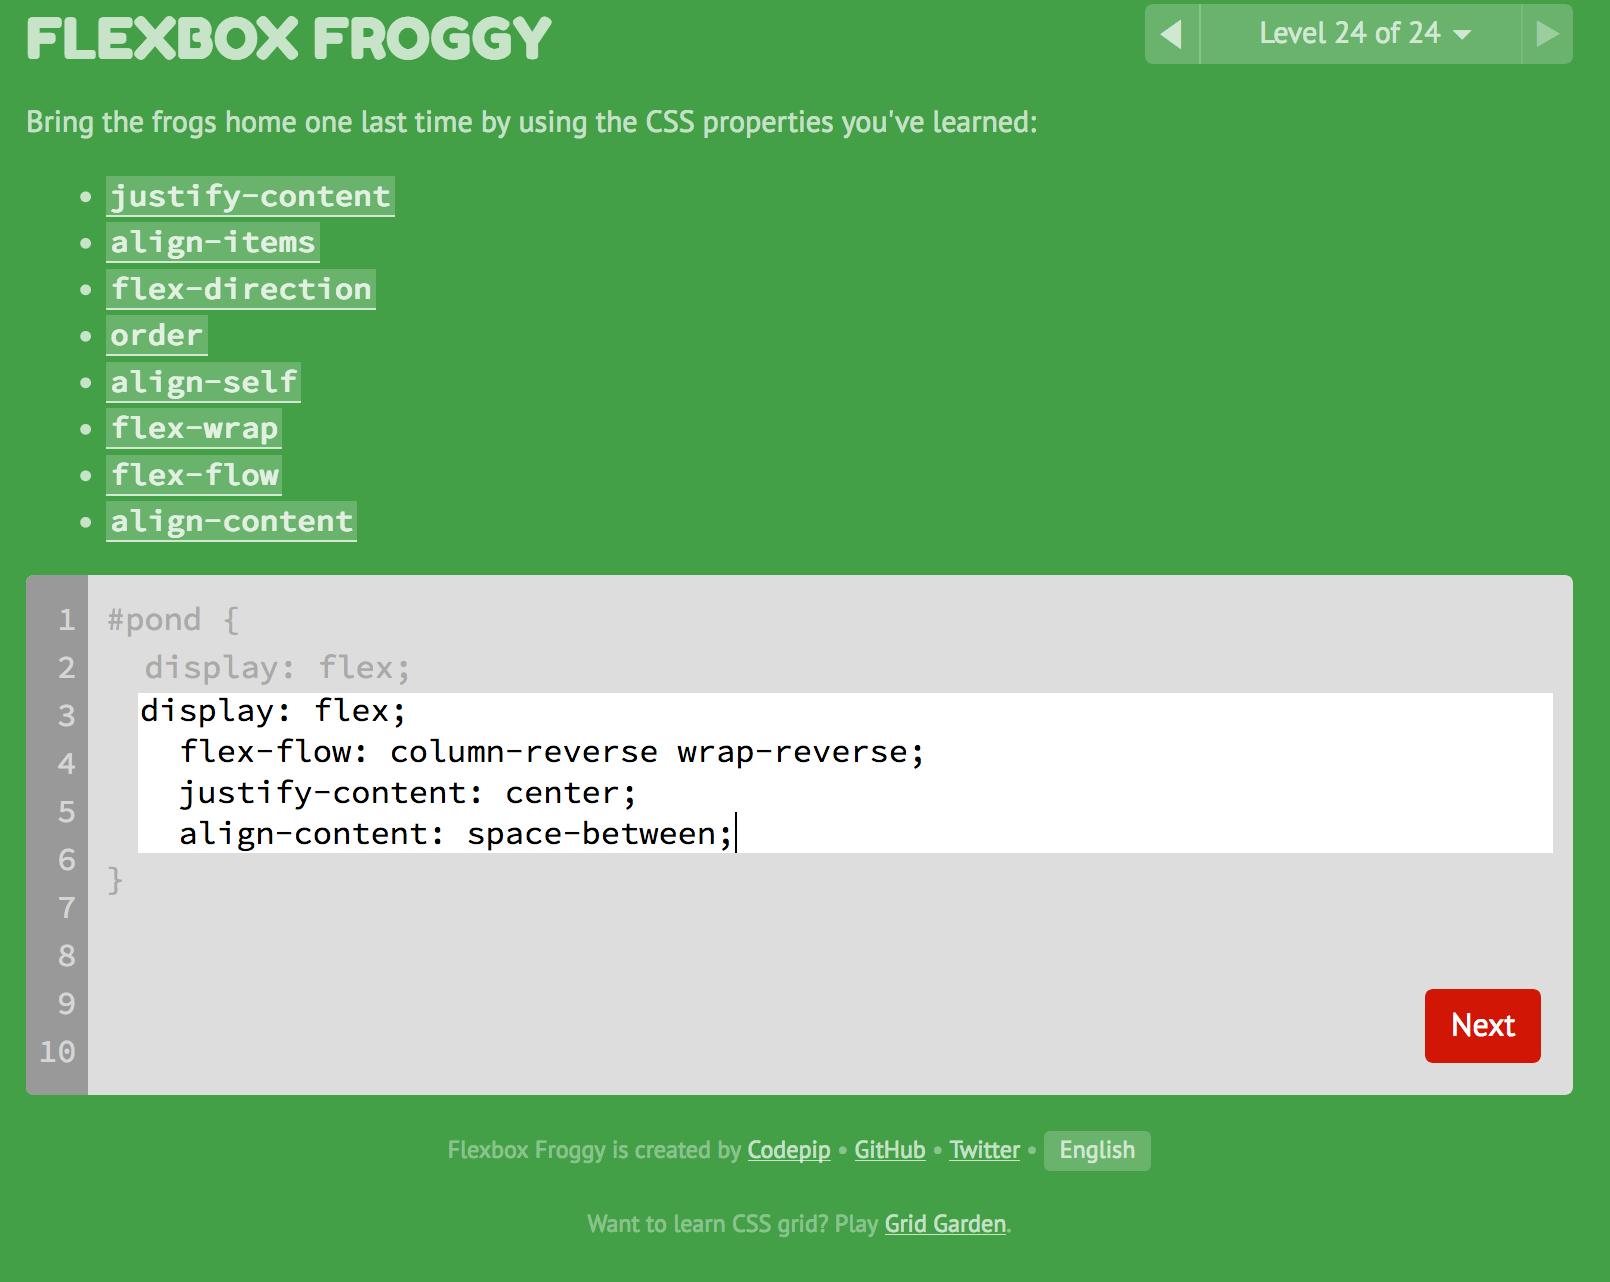 FLEXBOX FROGGY
Level 24 of 24
Bring the frogs home one last time by using the CSS properties you've learned:
justify-content
align-items
flex-direction
order
align-self
flex-wrap
flex-flow
align-content
1 #pond {
2 display: flex;
3 display: flex;
4 flex-flow: column-reverse wrap-reverse;
5 justify-content: center;
6 align-content: space-between;
7 }
8
9
10
Next
Flexbox Froggy is created by Codepip • GitHub • Twitter • English
Want to learn CSS grid? Play Grid Garden.